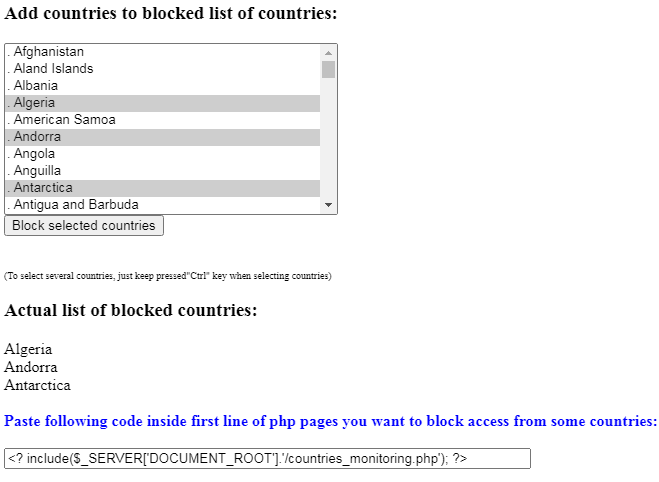 Add countries to blocked list of countries:
. Afghanistan
. Aland Islands
. Albania
. Algeria
. American Samoa
. Andorra
. Angola
. Anguilla
. Antarctica
. Antigua and Barbuda
Block selected countries
(To select several countries, just keep pressed"Ctrl" key when selecting countries)
Actual list of blocked countries:
Algeria
Andorra
Antarctica
Paste following code inside first line of php pages you want to block access from some countries:
<? include($_SERVER['DOCUMENT_ROOT'].'/countries_monitoring.php'); ?>